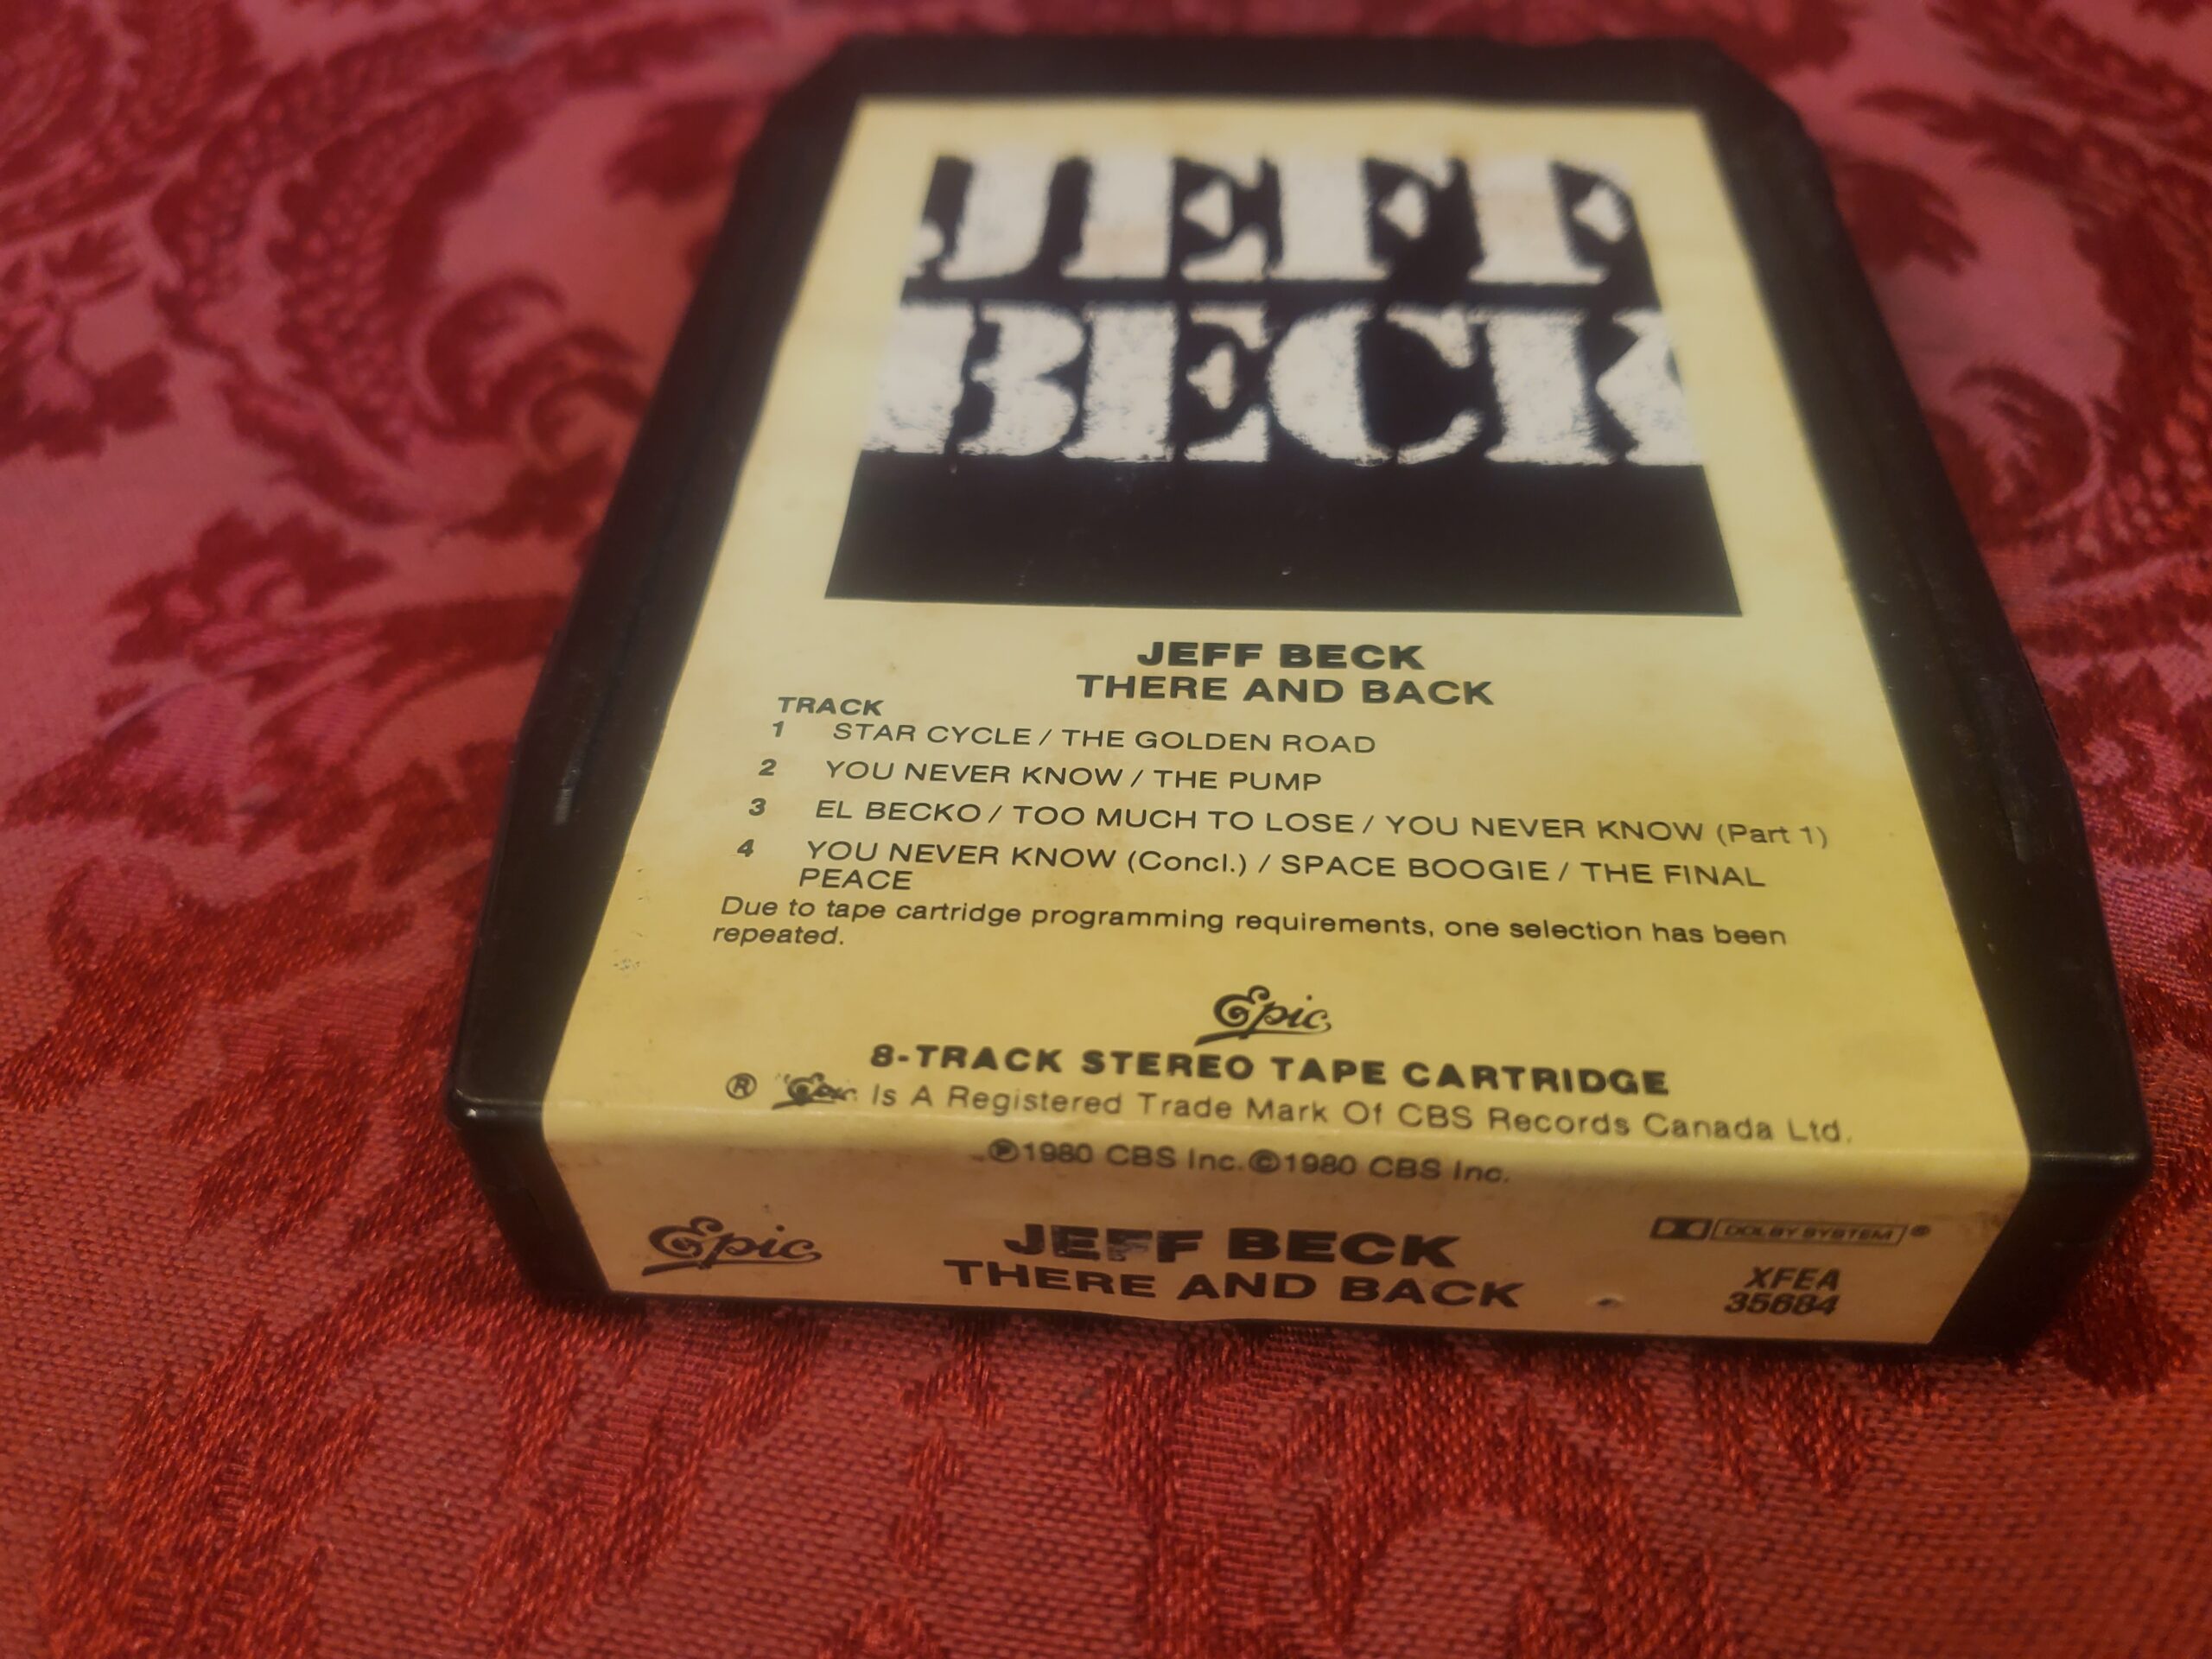 JEFF
BECK
JEFF BECK
THERE AND BACK
TRACK
1 STAR CYCLE / THE GOLDEN ROAD
2 YOU NEVER KNOW / THE PUMP
3 EL BECKO / TOO MUCH TO LOSE / YOU NEVER KNOW (Part 1)
4 YOU NEVER KNOW (Concl.) / SPACE BOOGIE / THE FINAL
PEACE
Due to tape cartridge programming requirements, one selection has been
repeated.
Epic
8-TRACK STEREO TAPE CARTRIDGE
® "Epic" Is A Registered Trade Mark Of CBS Records Canada Ltd.
℗1980 CBS Inc.©1980 CBS Inc.
Epic
JEFF BECK
THERE AND BACK
DOLBY SYSTEM ®
XFEA
35684